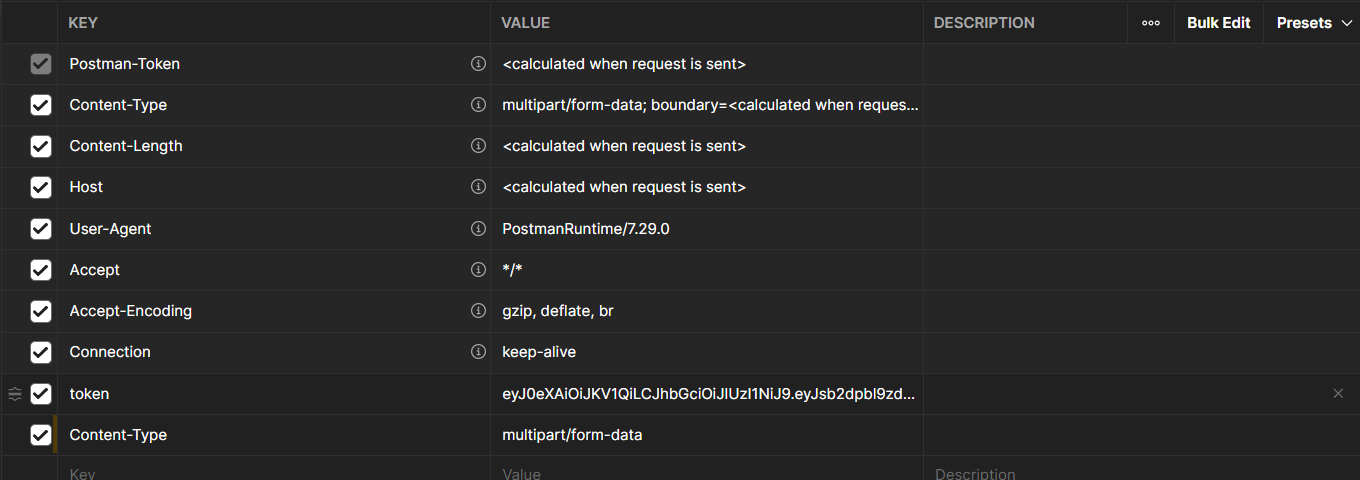 KEY VALUE DESCRIPTION ooo Bulk Edit Presets
Postman-Token <calculated when request is sent>
Content-Type multipart/form-data; boundary=<calculated when reques...
Content-Length <calculated when request is sent>
Host <calculated when request is sent>
User-Agent PostmanRuntime/7.29.0
Accept */*
Accept-Encoding gzip, deflate, br
Connection keep-alive
token eyJ0eXAiOiJKV1QiLCJhbGciOiJIUzI1NiJ9.eyJsb2dpbl9zd...
Content-Type multipart/form-data
Key Value Description